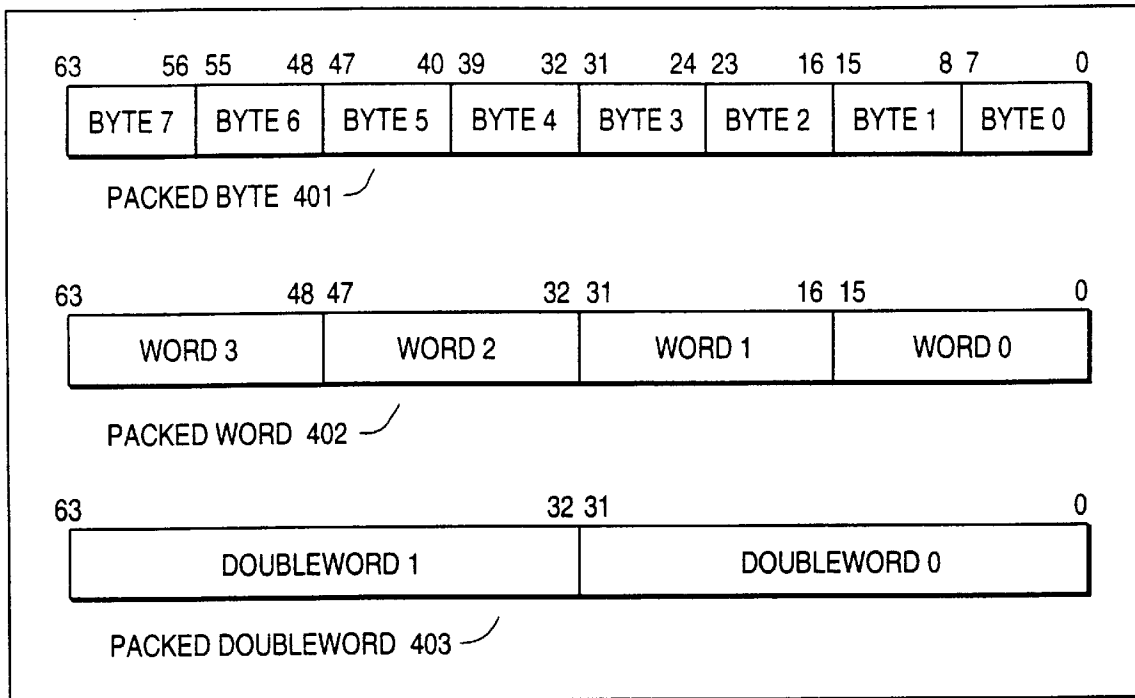 63 56 55 48 47 40 39 32 31 24 23 16 15 8 7 0
BYTE 7 BYTE 6 BYTE 5 BYTE 4 BYTE 3 BYTE 2 BYTE 1 BYTE 0
PACKED BYTE 401
63 48 47 32 31 16 15 0
WORD 3 WORD 2 WORD 1 WORD 0
PACKED WORD 402
63 32 31 0
DOUBLEWORD 1 DOUBLEWORD 0
PACKED DOUBLEWORD 403